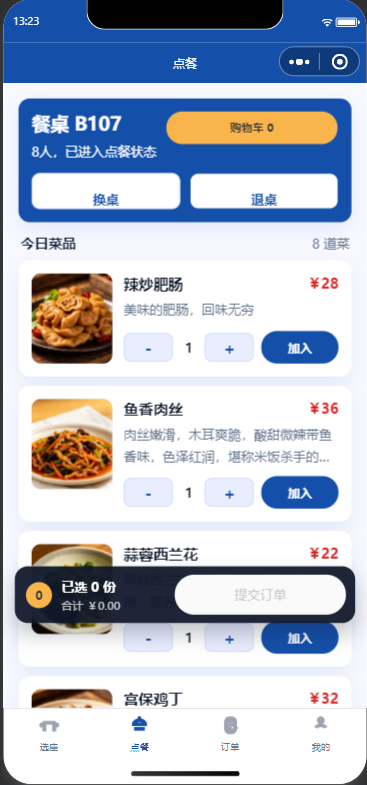 13:23
点餐
餐桌 B107
购物车 0
8人，已进入点餐状态
换桌
退桌
今日菜品
8 道菜
辣炒肥肠
¥28
美味的肥肠，回味无穷
-
1
+
加入
鱼香肉丝
¥36
肉丝嫩滑，木耳爽脆，酸甜微辣带鱼
香味，色泽红润，堪称米饭杀手的...
-
1
+
加入
蒜蓉西兰花
¥22
0
已选 0 份
合计 ¥0.00
提交订单
-
1
+
加入
宫保鸡丁
¥32
选座
点餐
订单
我的